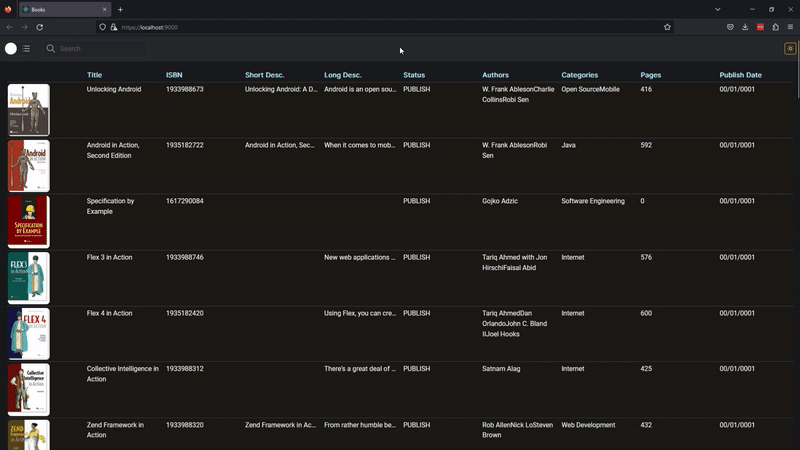 Books
https://localhost:9000
Search
Title ISBN Short Desc. Long Desc. Status Authors Categories Pages Publish Date
Unlocking Android 1933988673 Unlocking Android: A D... Android is an open sou... PUBLISH W. Frank AblesonCharlie Open SourceMobile 416 00/01/0001
CollinsRobi Sen
Android in Action, 1935182722 Android in Action, Sec... When it comes to mob... PUBLISH W. Frank AblesonRobi Java 592 00/01/0001
Second Edition Sen
Specification by 1617290084 PUBLISH Gojko Adzic Software Engineering 0 00/01/0001
Example
SPECIFICATION
BY EXAMPLE
Flex 3 in Action 1933988746 New web applications ... PUBLISH Tariq Ahmed with Jon Internet 576 00/01/0001
HirschiFaisal Abid
FLEX 3
IN ACTION
Flex 4 in Action 1935182420 Using Flex, you can cre... PUBLISH Tariq AhmedDan Internet 600 00/01/0001
OrlandoJohn C. Bland
IIJoel Hooks
FLEX 4
IN ACTION
Collective Intelligence in 1933988312 There's a great deal of ... PUBLISH Satnam Alag Internet 425 00/01/0001
Action
Collective
Intelligence
in Action
Zend Framework in 1933988320 Zend Framework in Ac... From rather humble be... PUBLISH Rob AllenNick LoSteven Web Development 432 00/01/0001
Action Brown